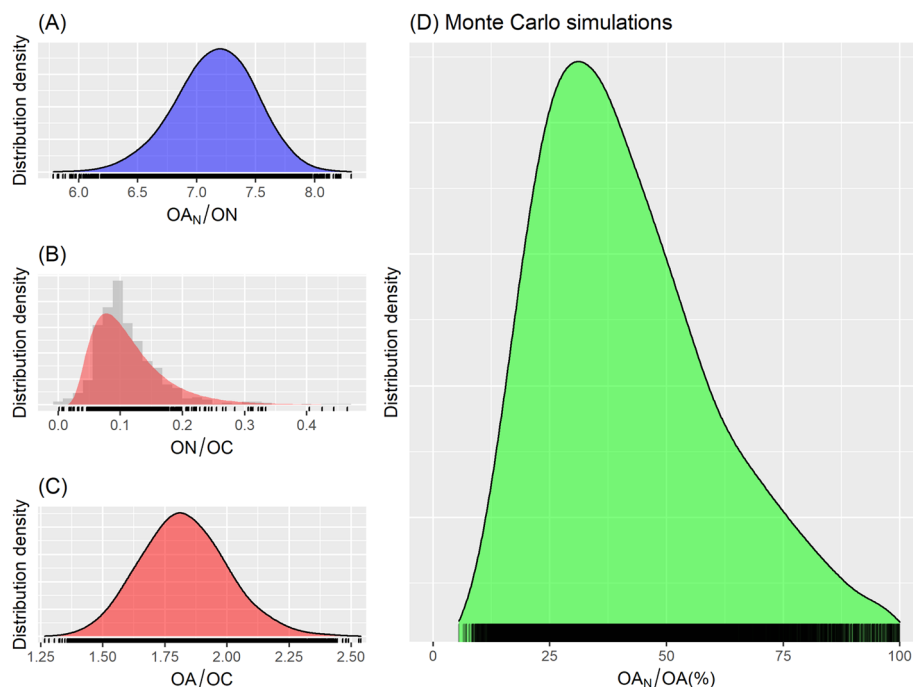 (A)
Distribution density
6.0 6.5 7.0 7.5 8.0
OA_N/ON
(B)
Distribution density
0.0 0.1 0.2 0.3 0.4
ON/OC
(C)
Distribution density
1.25 1.50 1.75 2.00 2.25 2.50
OA/OC
(D) Monte Carlo simulations
Distribution density
0 25 50 75 100
OA_N/OA(%)